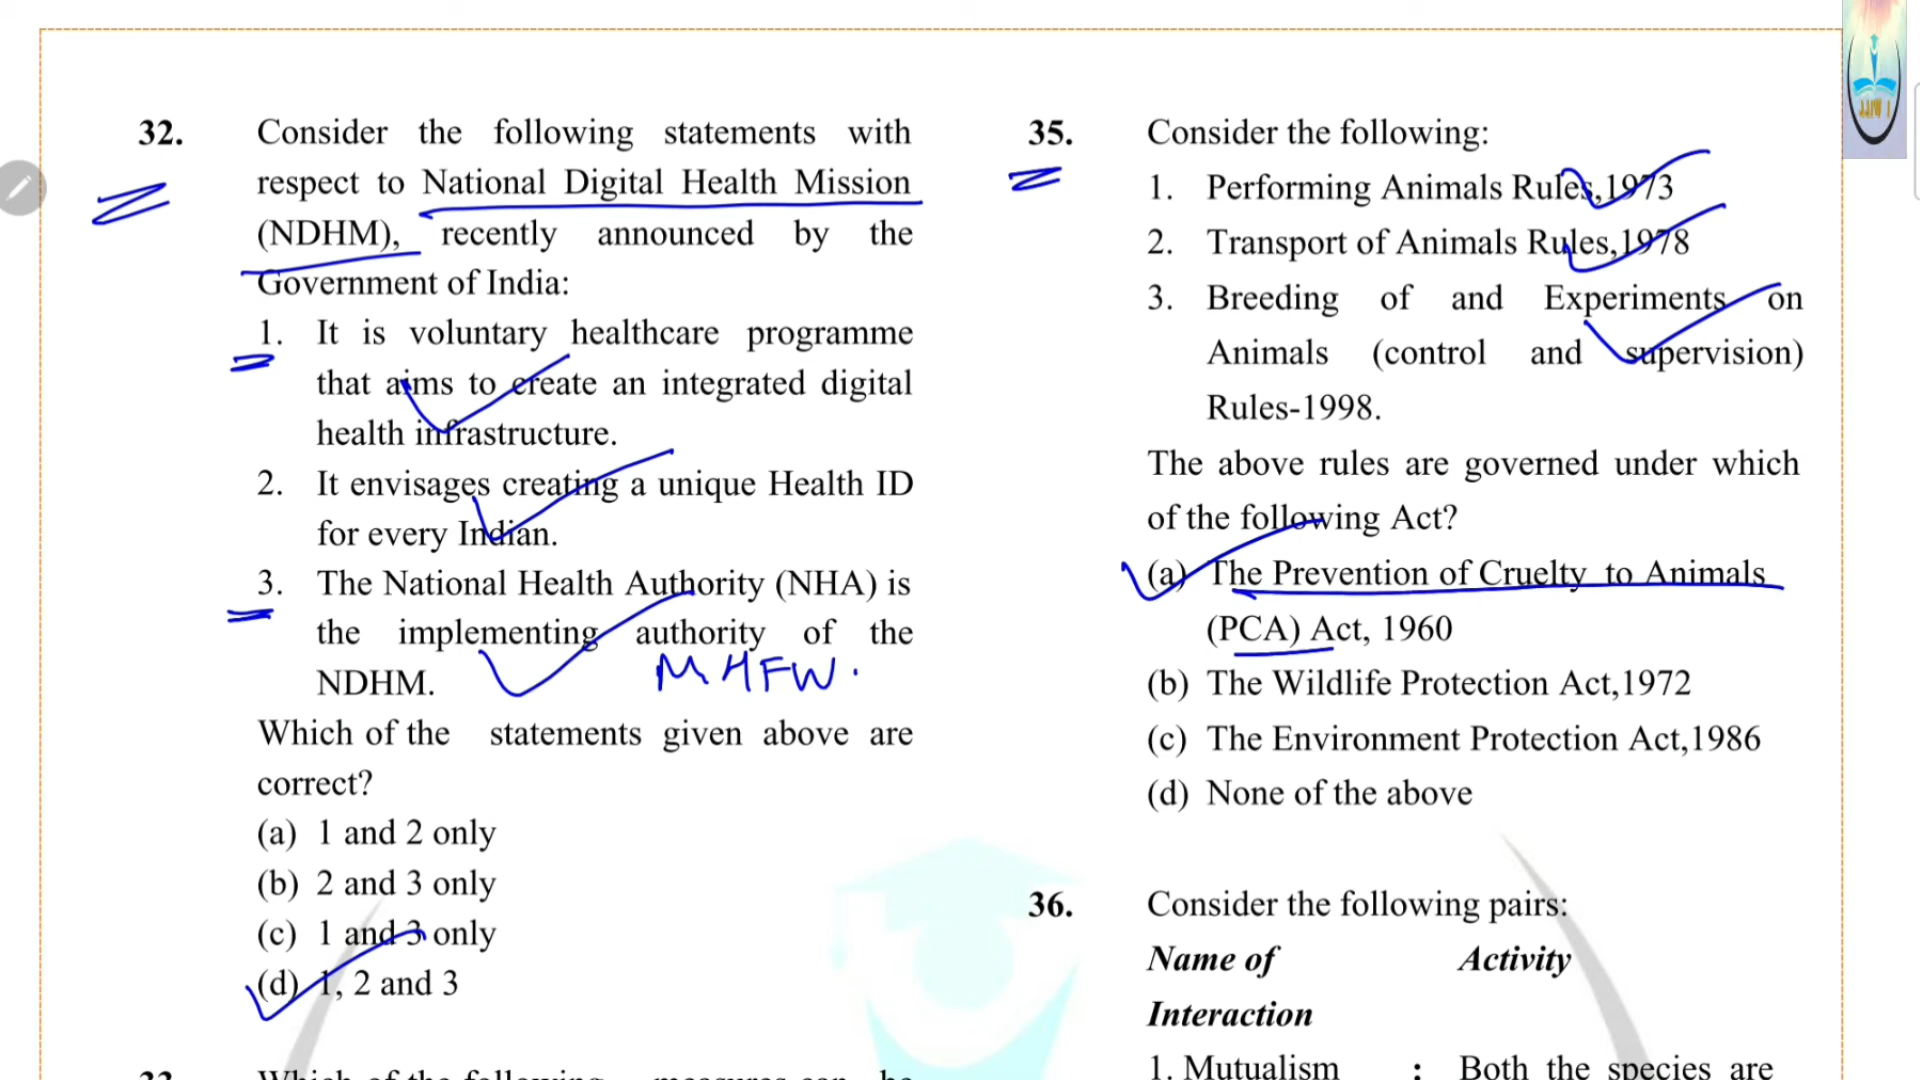 32. Consider the following statements with
respect to National Digital Health Mission
(NDHM), recently announced by the
Government of India:
1. It is voluntary healthcare programme
that aims to create an integrated digital
health infrastructure.
2. It envisages creating a unique Health ID
for every Indian.
3. The National Health Authority (NHA) is
the implementing authority of the
NDHM.
MHFW.
Which of the statements given above are
correct?
(a) 1 and 2 only
(b) 2 and 3 only
(c) 1 and 3 only
(d) 1, 2 and 3
35. Consider the following:
1. Performing Animals Rules,1973
2. Transport of Animals Rules,1978
3. Breeding of and Experiments on
Animals (control and supervision)
Rules-1998.
The above rules are governed under which
of the following Act?
(a) The Prevention of Cruelty to Animals
(PCA) Act, 1960
(b) The Wildlife Protection Act,1972
(c) The Environment Protection Act,1986
(d) None of the above
36. Consider the following pairs:
Name of Activity
Interaction
1. Mutualism : Both the species are